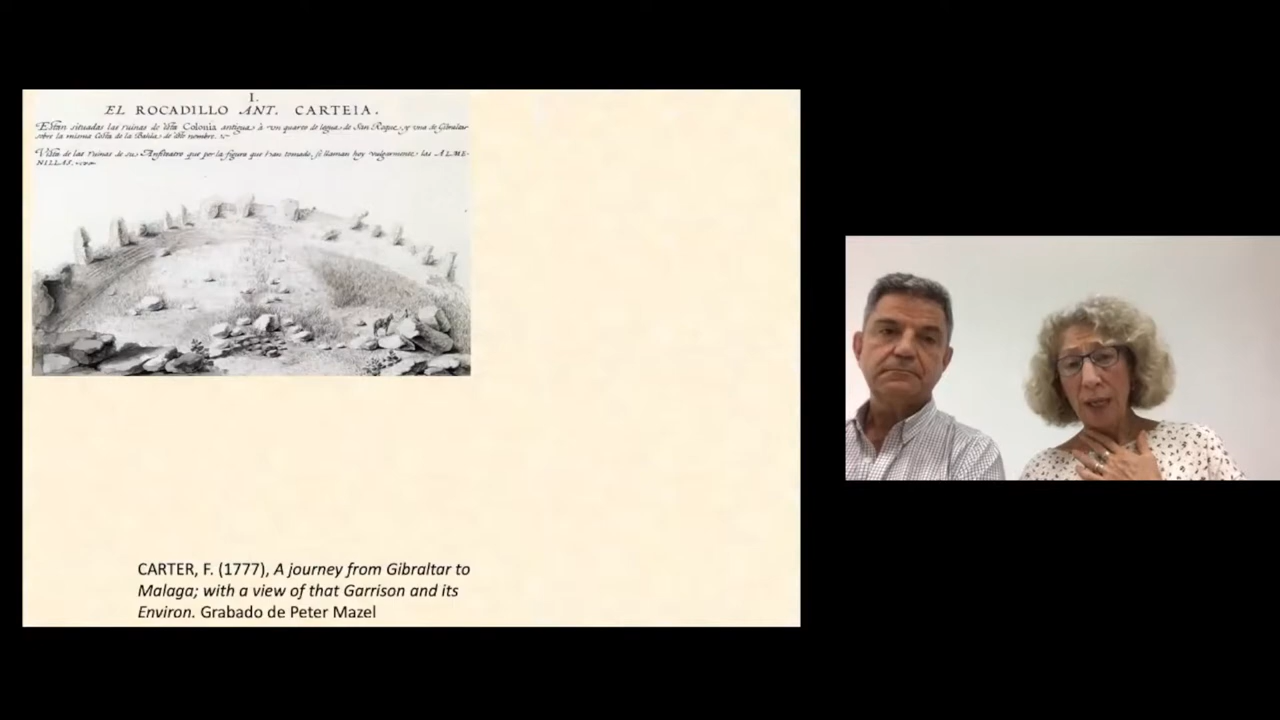 I.
EL ROCADILLO ANT. CARTEIA.
Estan situadas las ruinas de esta Colonia antigua à un quarto de legua de San Roque, y una de Gibraltar
sobre la misma Costa de la Bahia de este nombre.
Vista de las ruinas de su Anfiteatro que por la figura que han tomado, se llaman hoy vulgarmente las ALME-
NILLAS.
CARTER, F. (1777), A journey from Gibraltar to
Malaga; with a view of that Garrison and its
Environ. Grabado de Peter Mazel